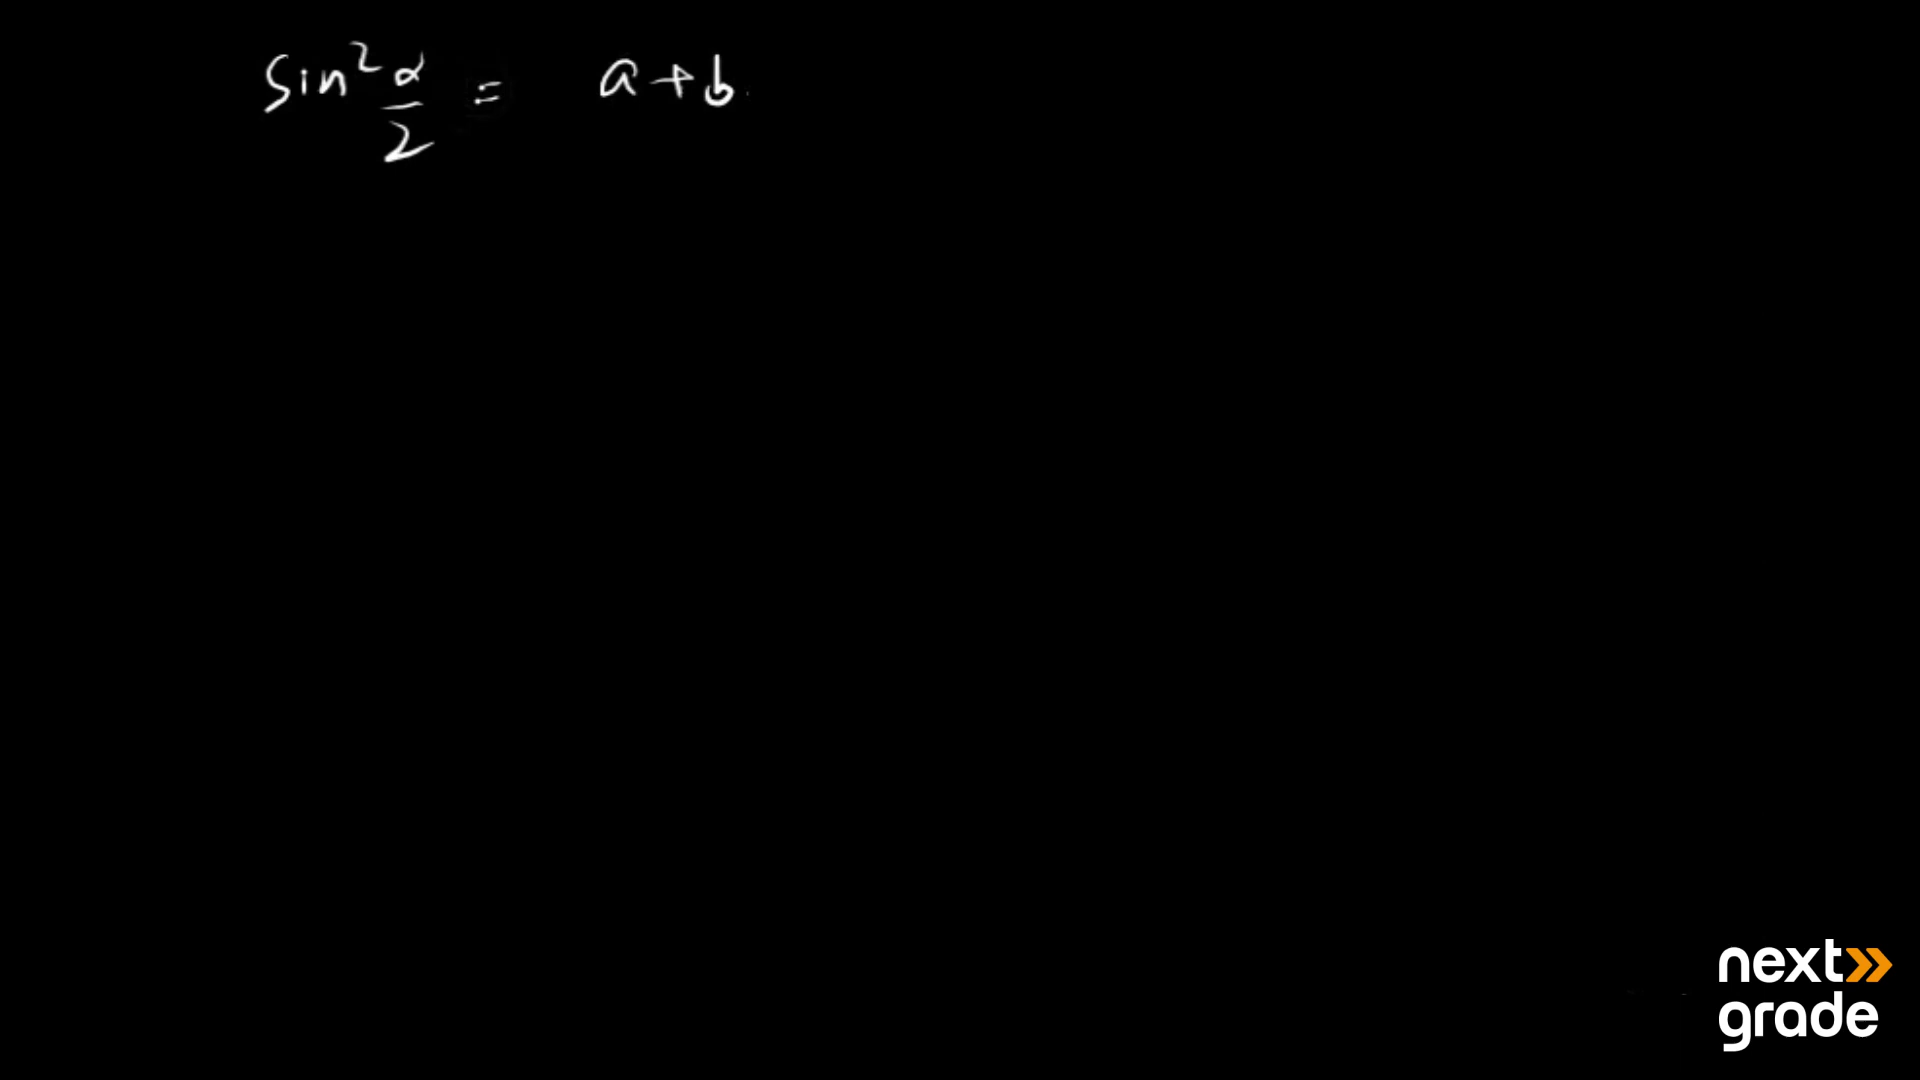 sin²α/2 = a+b
next
grade